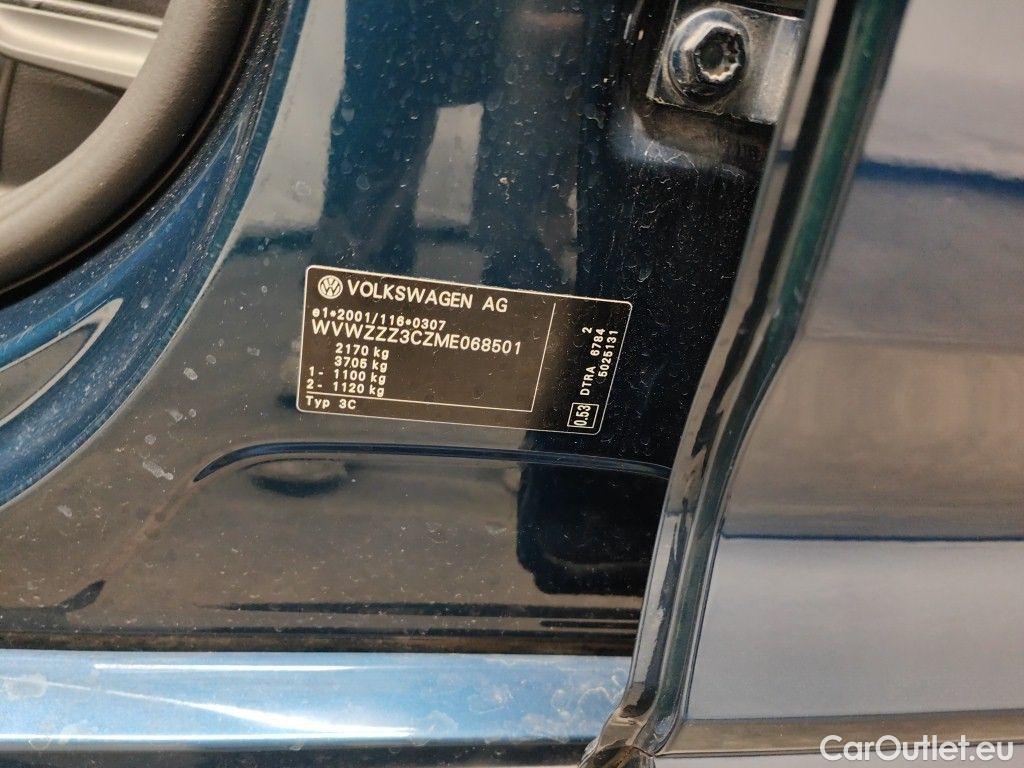 VOLKSWAGEN AG
e1*2001/116*0307
WVWZZZ3CZME068501
2170 kg
3705 kg
1- 1100 kg
2- 1120 kg
Typ 3C
0.53 DTRA 6784 2
5025131
CarOutlet.eu